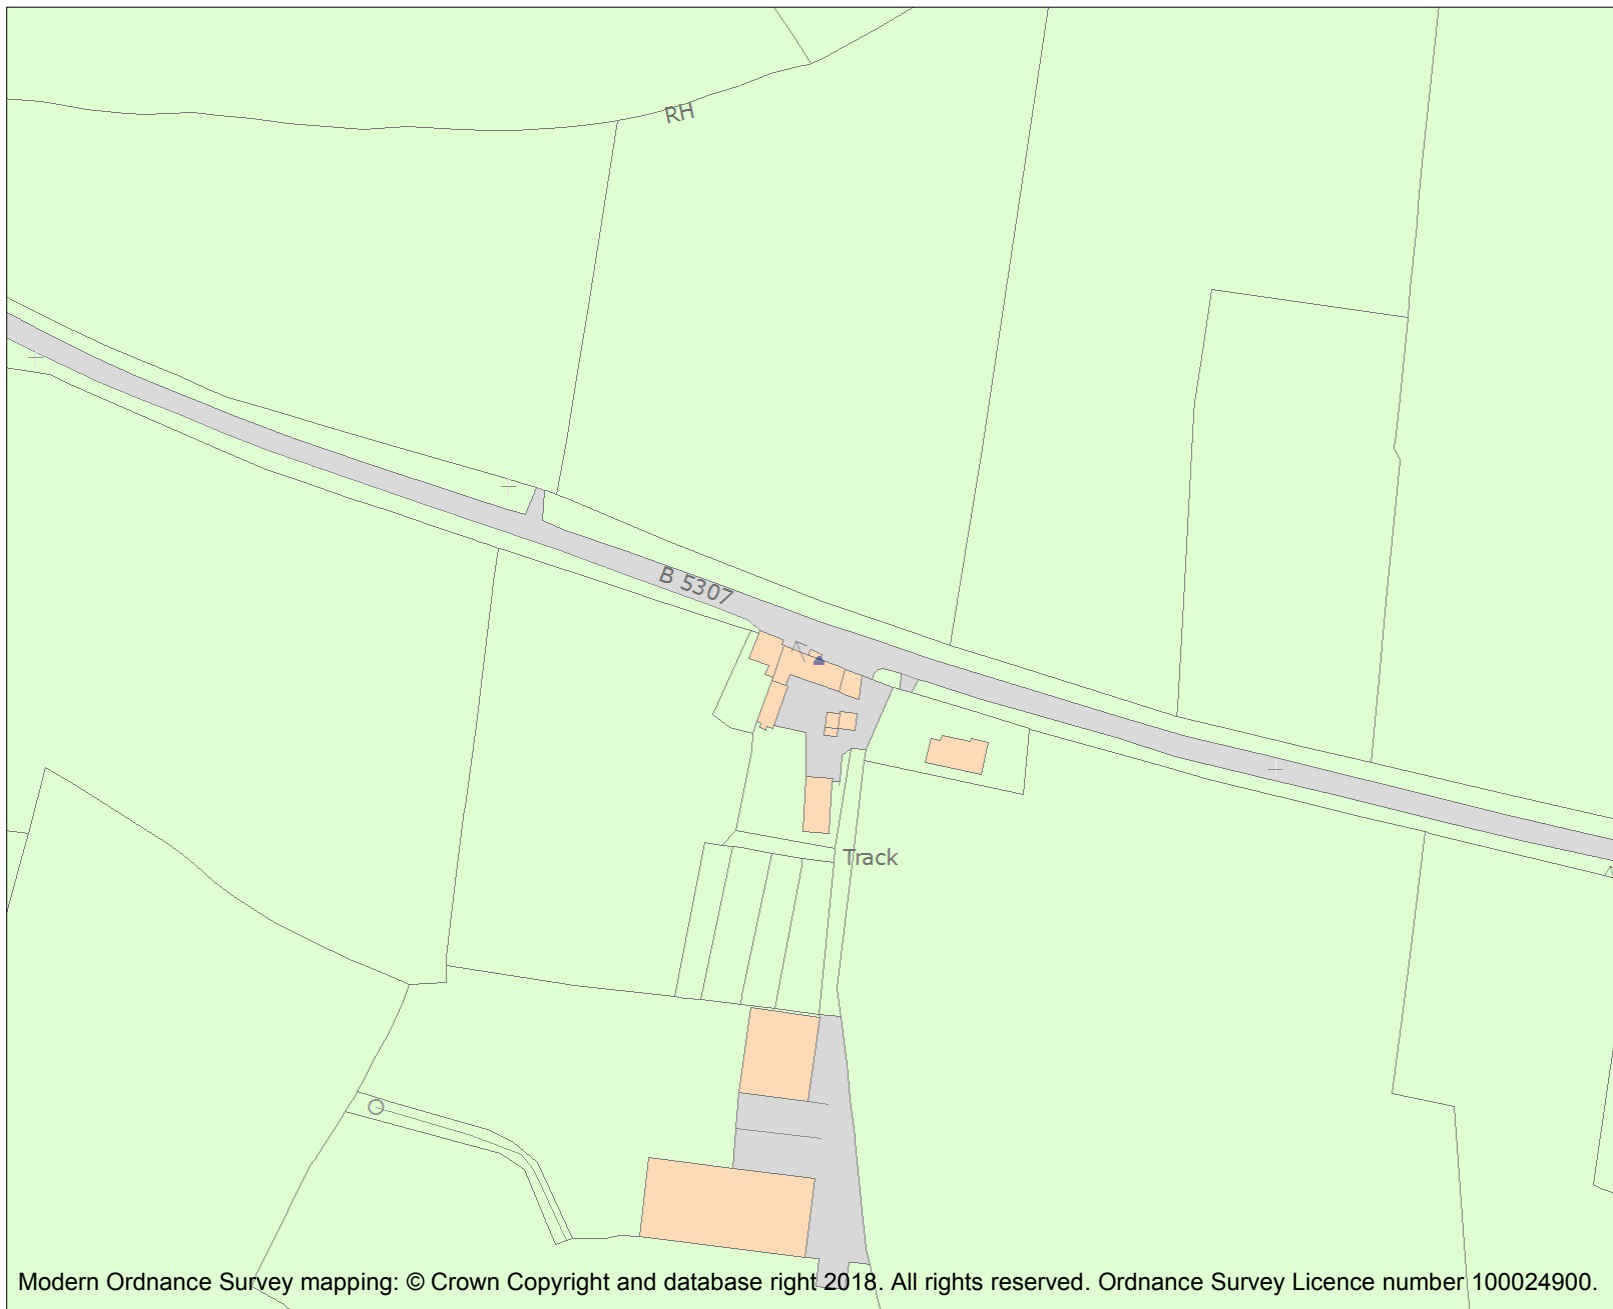 RH
B 5307
Track
Modern Ordnance Survey mapping: © Crown Copyright and database right 2018. All rights reserved. Ordnance Survey Licence number 100024900.